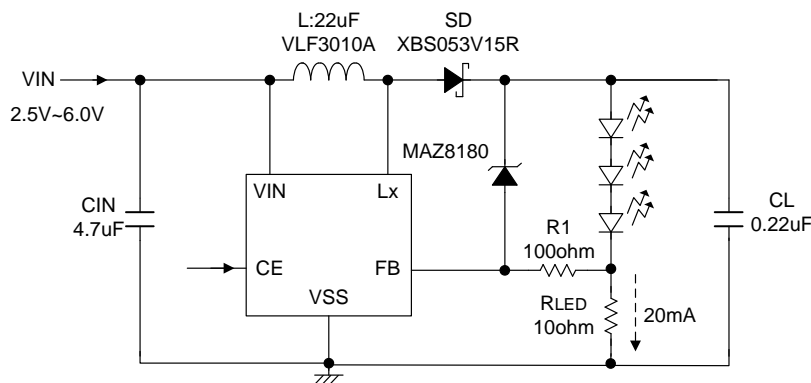 L:22uF
VLF3010A
SD
XBS053V15R
VIN
2.5V~6.0V
MAZ8180
CIN
4.7uF
VIN
Lx
CE
FB
VSS
R1
100ohm
RLED
10ohm
20mA
CL
0.22uF